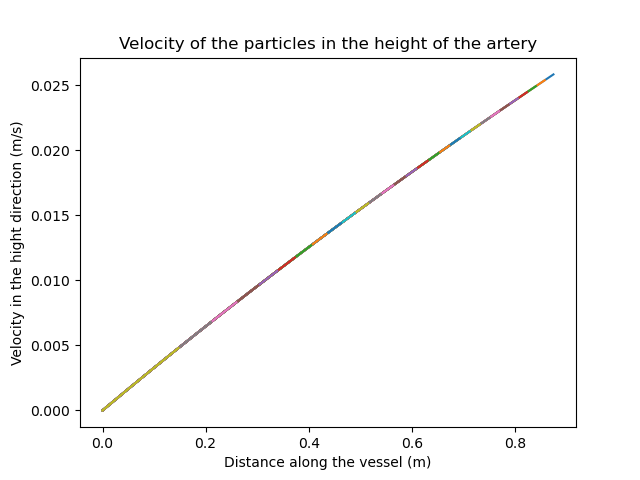 Velocity of the particles in the height of the artery
0.025
0.020
0.015
0.010
0.005
0.000
Velocity in the hight direction (m/s)
0.0 0.2 0.4 0.6 0.8
Distance along the vessel (m)